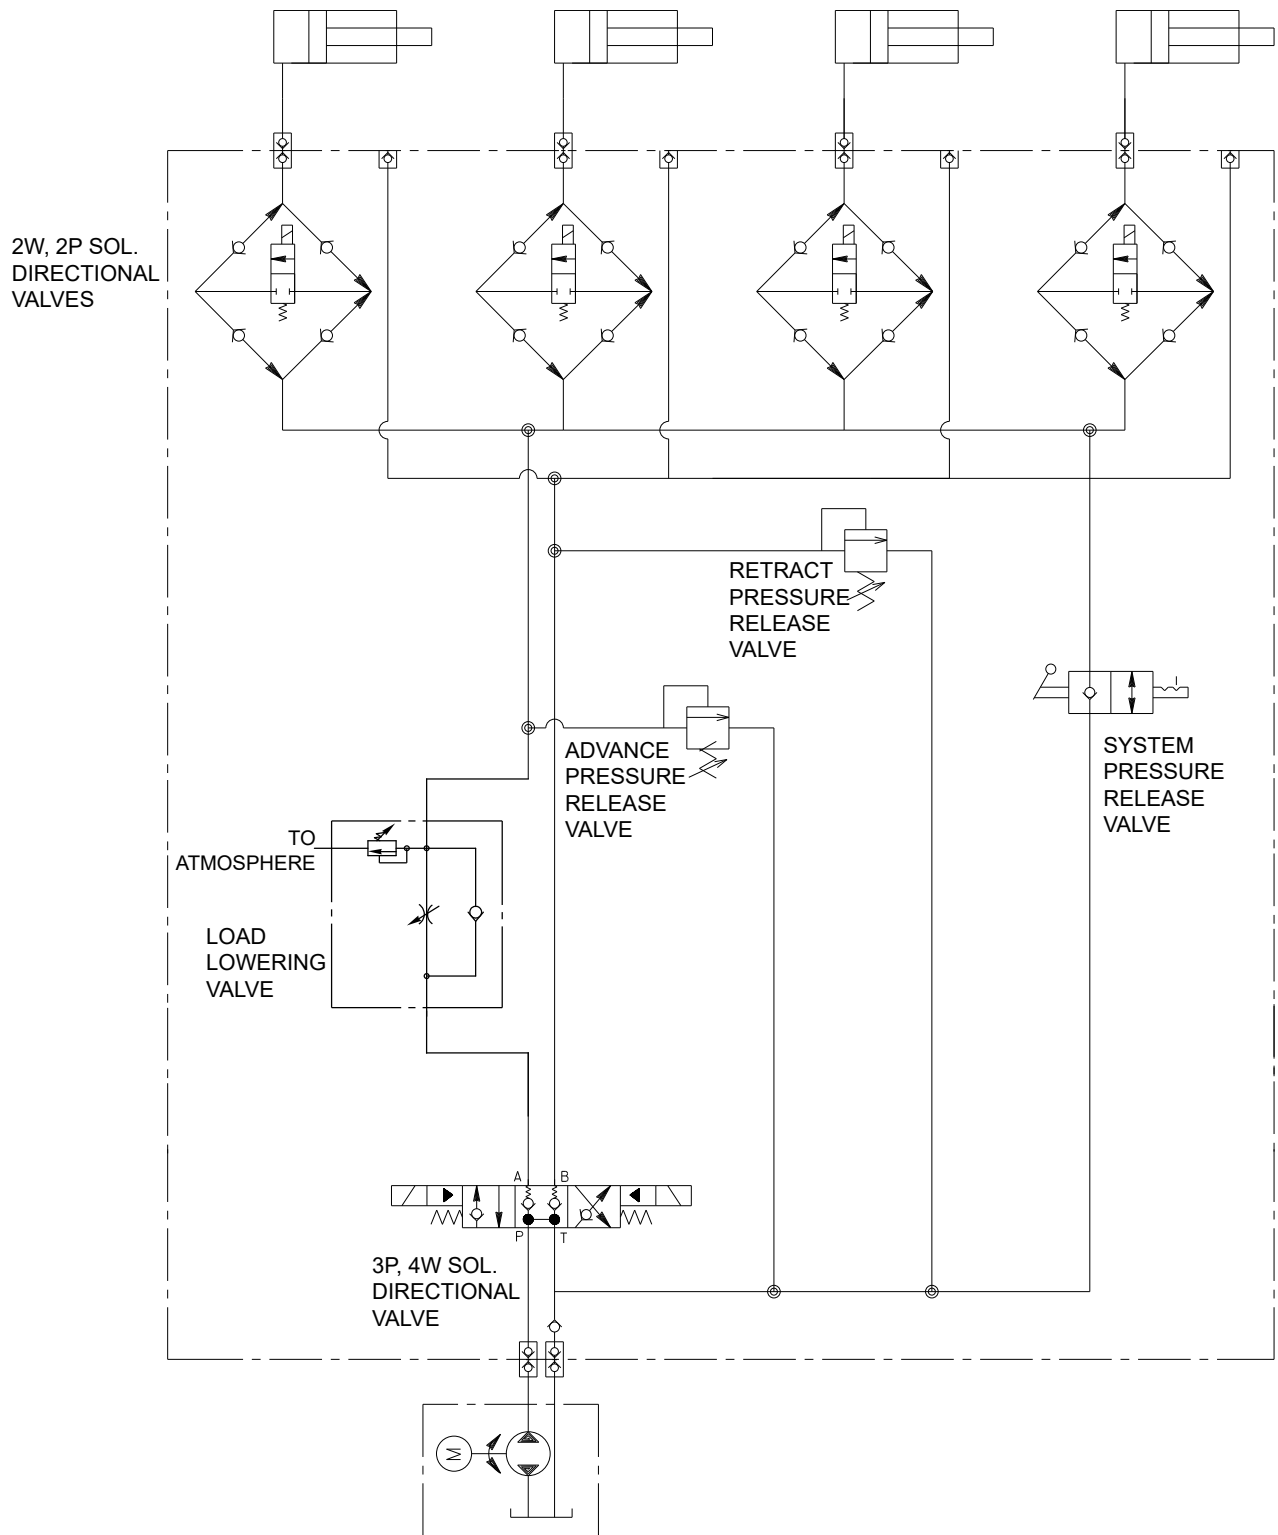 2W, 2P SOL.
DIRECTIONAL
VALVES
RETRACT
PRESSURE
RELEASE
VALVE
ADVANCE
PRESSURE
RELEASE
VALVE
SYSTEM
PRESSURE
RELEASE
VALVE
TO
ATMOSPHERE
LOAD
LOWERING
VALVE
A B
P T
3P, 4W SOL.
DIRECTIONAL
VALVE
M